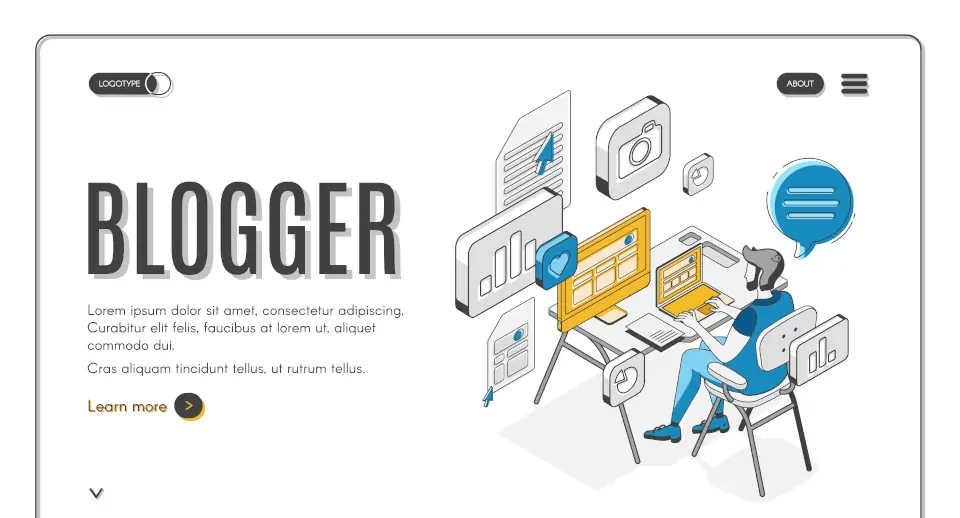 LOGOTYPE
ABOUT
BLOGGER
Lorem ipsum dolor sit amet, consectetur adipiscing.
Curabitur elit felis, faucibus at lorem ut, aliquet
commodo dui.
Cras aliquam tincidunt tellus, ut rutrum tellus.
Learn more >